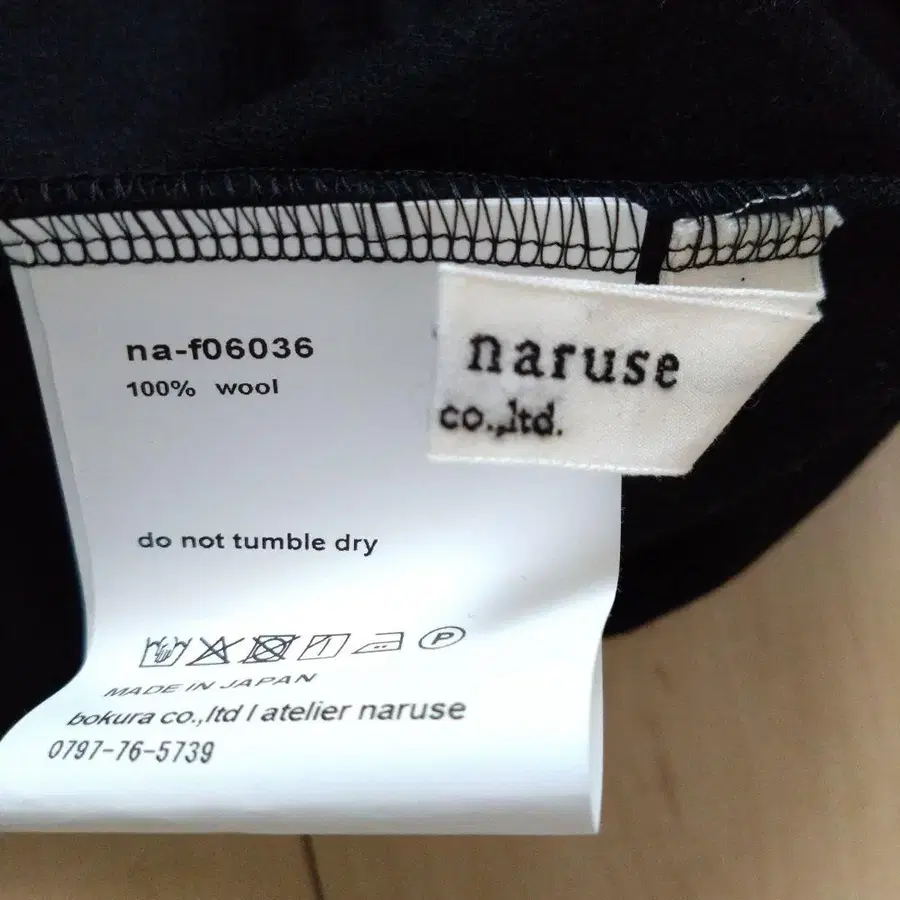 na-f06036
100% wool
naruse
co.,ltd.
do not tumble dry
P
MADE IN JAPAN
bokura co.,ltd l atelier naruse
0797-76-5739